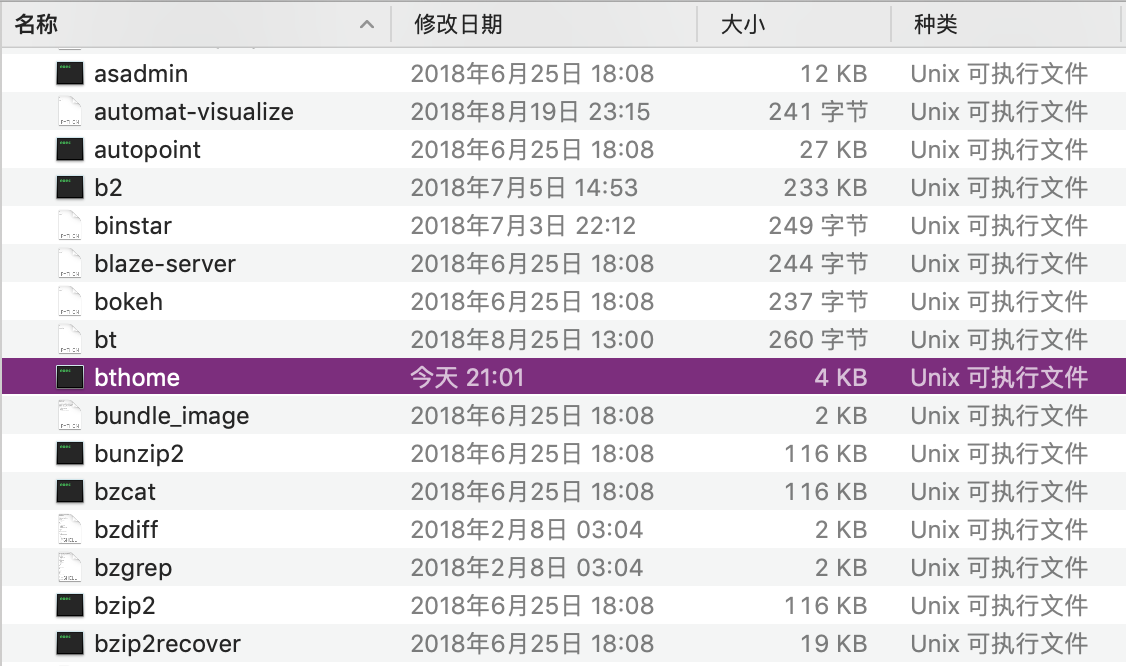 名称 修改日期 大小 种类
asadmin 2018年6月25日 18:08 12 KB Unix 可执行文件
automat-visualize 2018年8月19日 23:15 241 字节 Unix 可执行文件
autopoint 2018年6月25日 18:08 27 KB Unix 可执行文件
b2 2018年7月5日 14:53 233 KB Unix 可执行文件
binstar 2018年7月3日 22:12 249 字节 Unix 可执行文件
blaze-server 2018年6月25日 18:08 244 字节 Unix 可执行文件
bokeh 2018年6月25日 18:08 237 字节 Unix 可执行文件
bt 2018年8月25日 13:00 260 字节 Unix 可执行文件
bthome 今天 21:01 4 KB Unix 可执行文件
bundle_image 2018年6月25日 18:08 2 KB Unix 可执行文件
bunzip2 2018年6月25日 18:08 116 KB Unix 可执行文件
bzcat 2018年6月25日 18:08 116 KB Unix 可执行文件
bzdiff 2018年2月8日 03:04 2 KB Unix 可执行文件
bzgrep 2018年2月8日 03:04 2 KB Unix 可执行文件
bzip2 2018年6月25日 18:08 116 KB Unix 可执行文件
bzip2recover 2018年6月25日 18:08 19 KB Unix 可执行文件